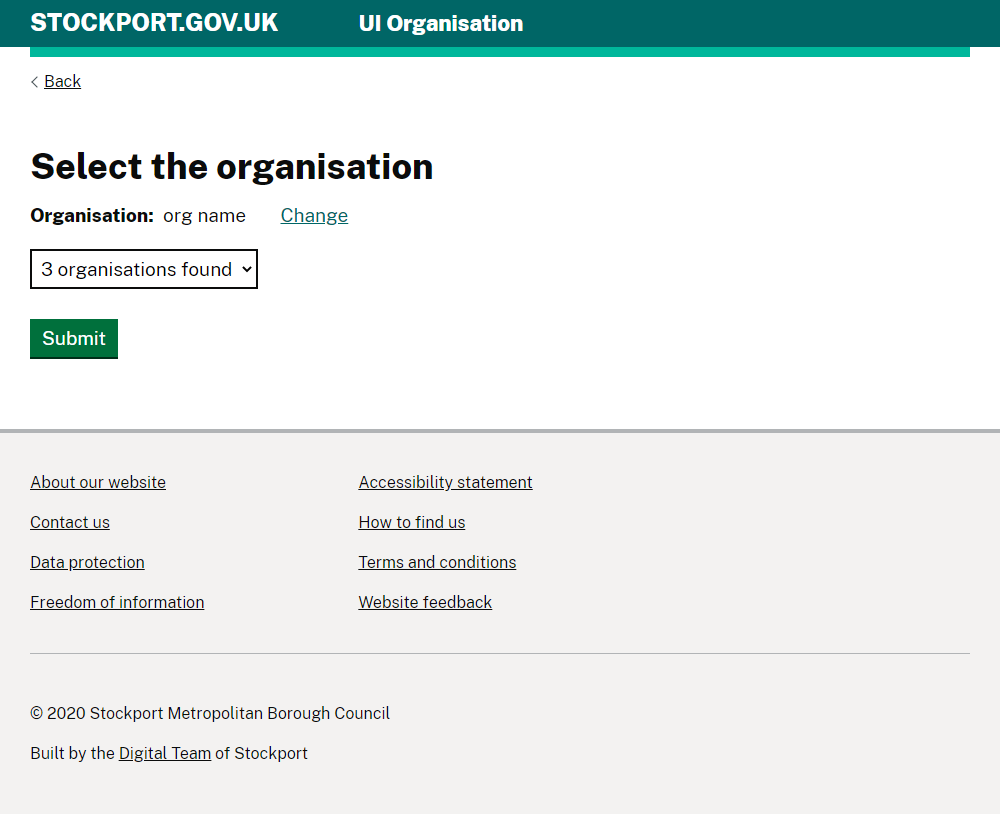 STOCKPORT.GOV.UK UI Organisation
Back
Select the organisation
Organisation: org name Change
3 organisations found
Submit
About our website Accessibility statement
Contact us How to find us
Data protection Terms and conditions
Freedom of information Website feedback
© 2020 Stockport Metropolitan Borough Council
Built by the Digital Team of Stockport